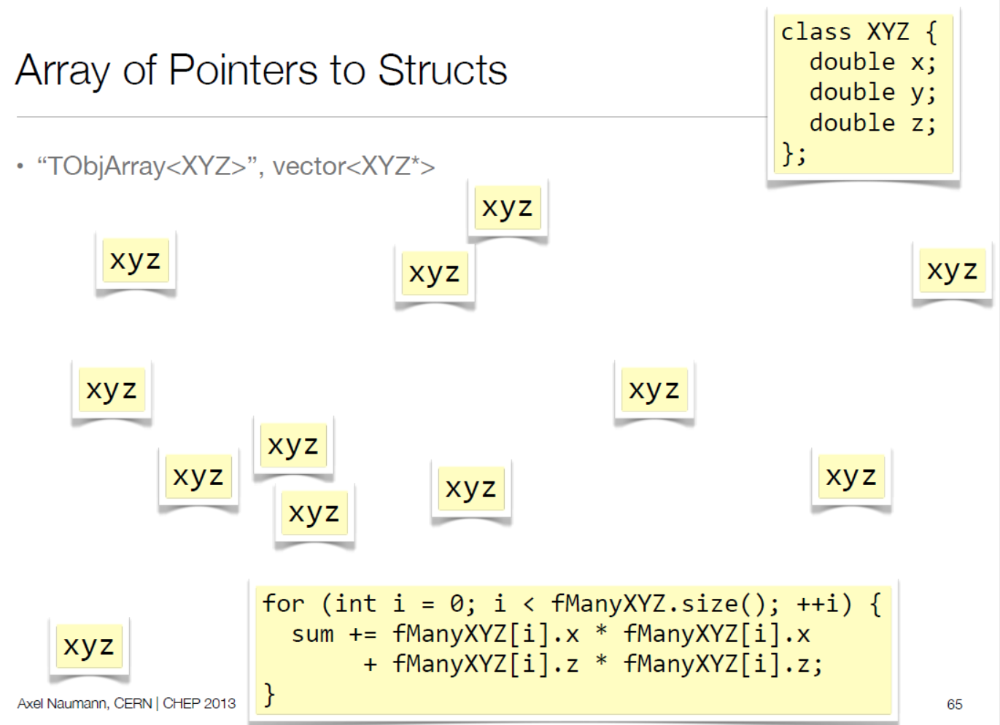 Array of Pointers to Structs
class XYZ {
  double x;
  double y;
  double z;
};
• “TObjArray<XYZ>”, vector<XYZ*>
xyz
xyz
xyz
xyz
xyz
xyz
xyz
xyz
xyz
xyz
xyz
xyz
for (int i = 0; i < fManyXYZ.size(); ++i) {
  sum += fManyXYZ[i].x * fManyXYZ[i].x
       + fManyXYZ[i].z * fManyXYZ[i].z;
}
Axel Naumann, CERN | CHEP 2013
65